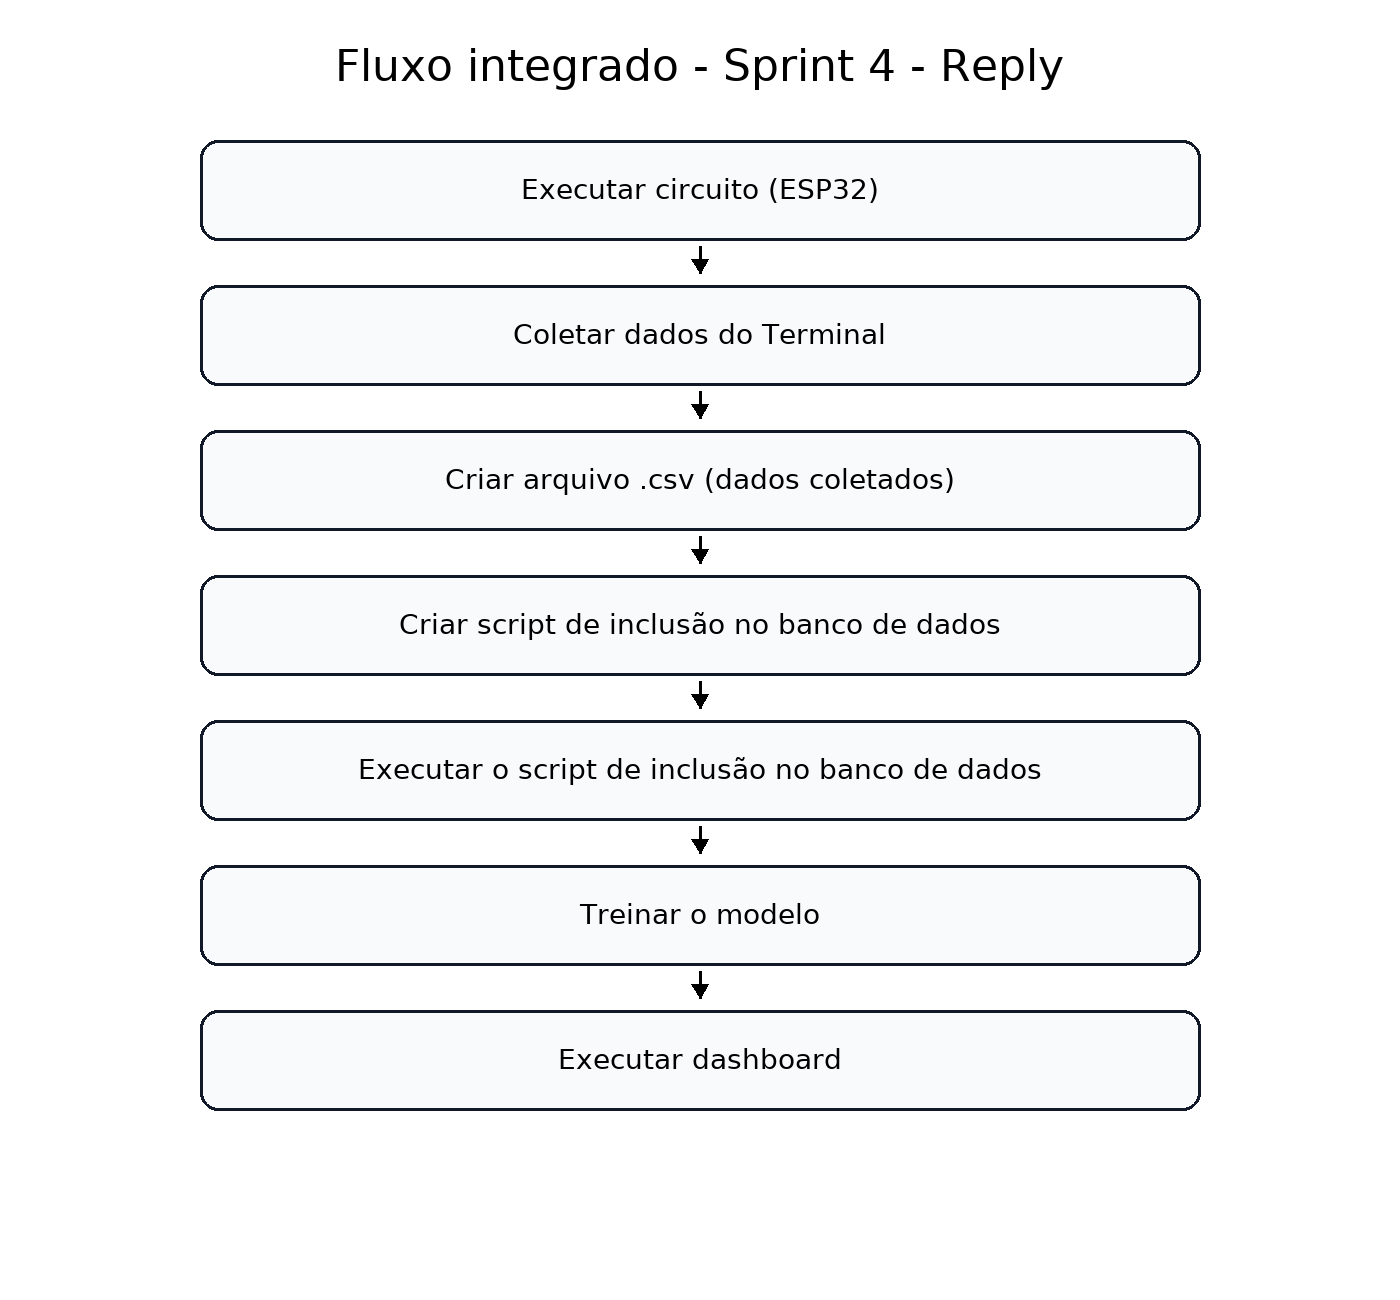 Fluxo integrado - Sprint 4 - Reply
Executar circuito (ESP32)
Coletar dados do Terminal
Criar arquivo .csv (dados coletados)
Criar script de inclusão no banco de dados
Executar o script de inclusão no banco de dados
Treinar o modelo
Executar dashboard